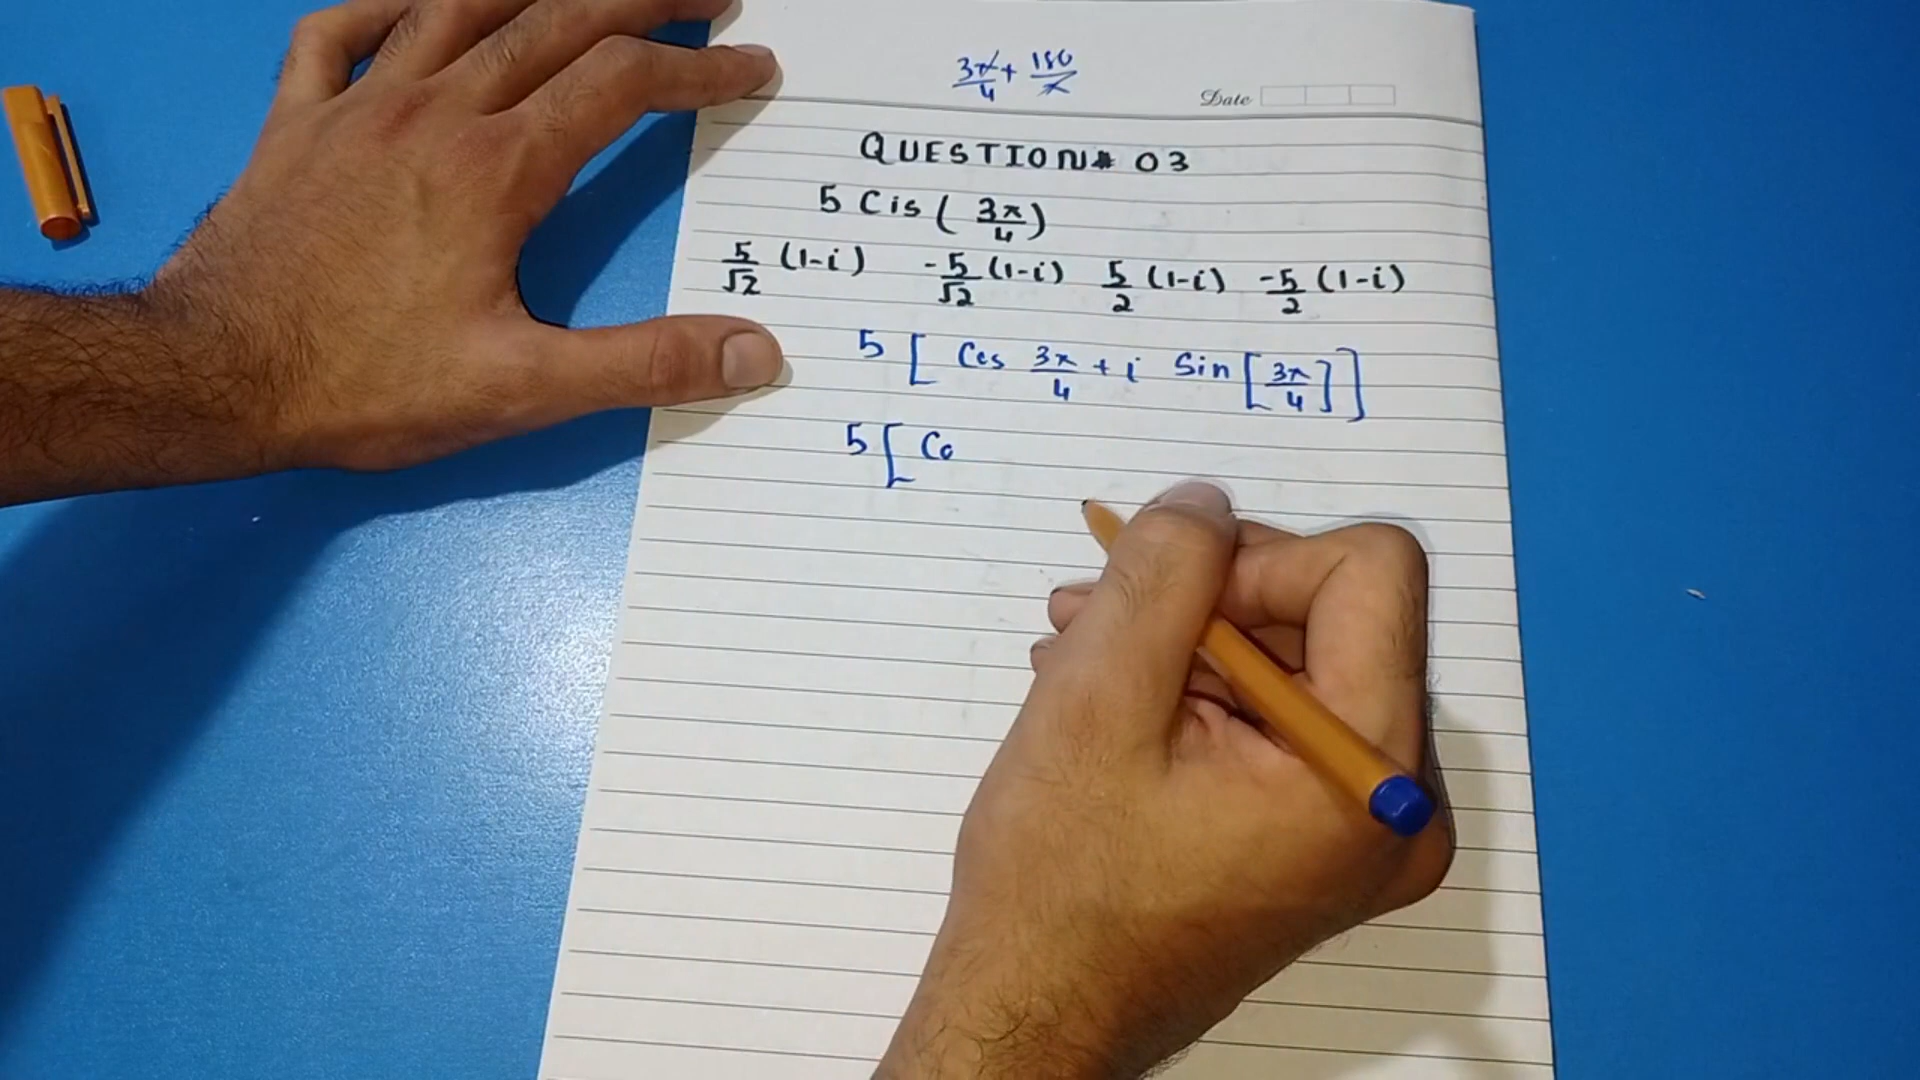 3π/4 + 180/π
Date
QUESTION# 03
5 Cis ( 3π/4 )
5/√2 (1-i) -5/√2 (1-i) 5/2 (1-i) -5/2 (1-i)
5 [ Cos 3π/4 + i Sin [ 3π/4 ] ]
5 [ Co